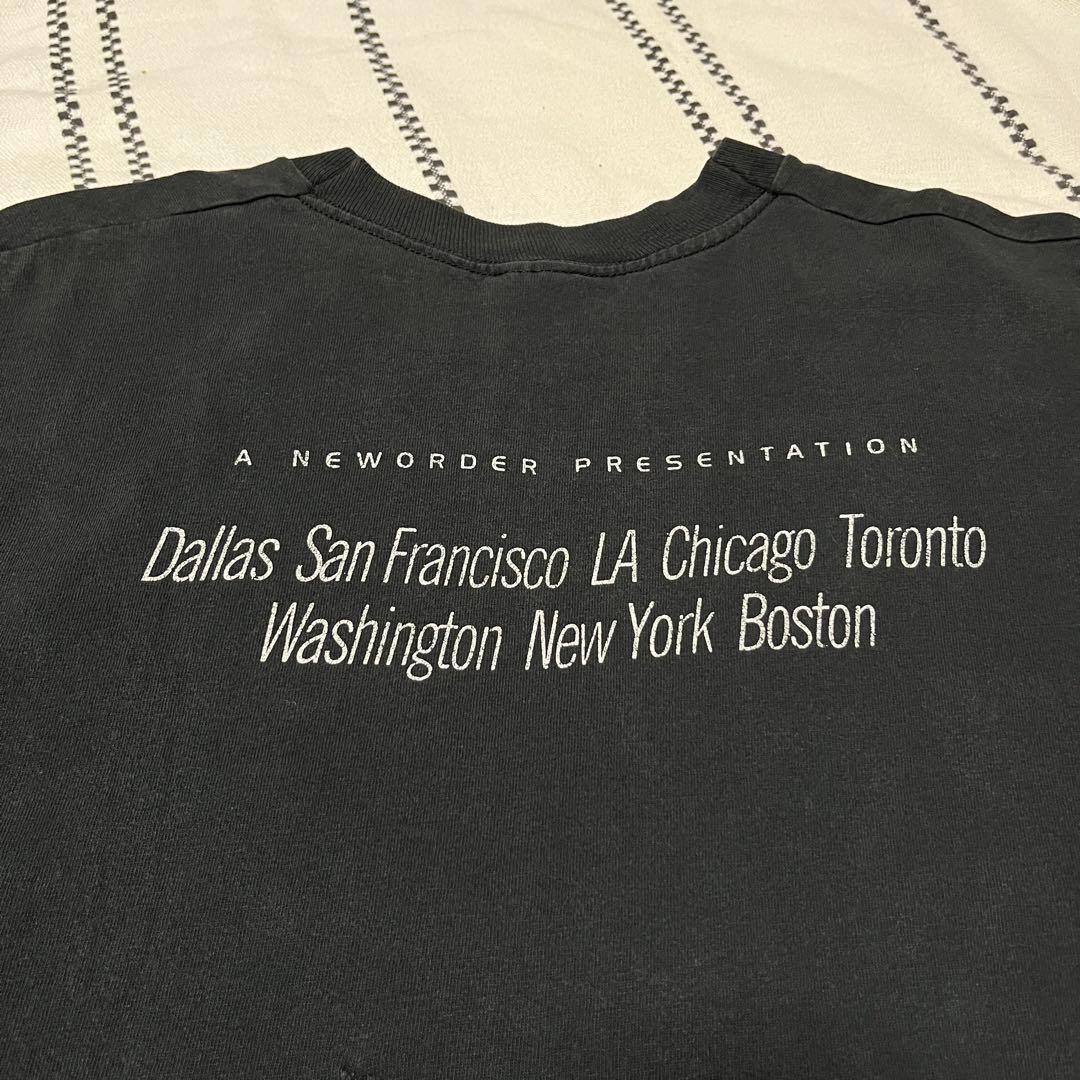 A NEWORDER PRESENTATION
Dallas San Francisco LA Chicago Toronto
Washington New York Boston